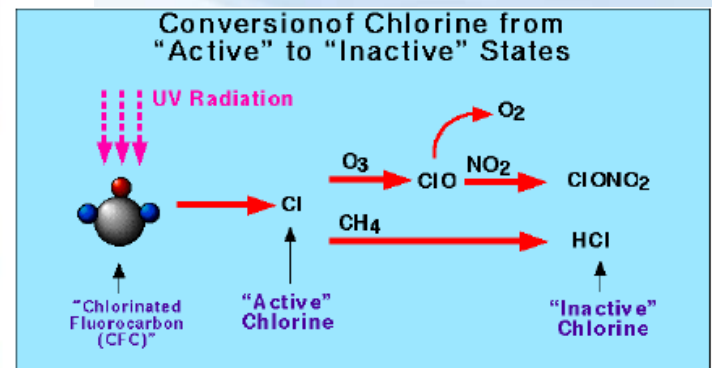 Conversionof Chlorine from
“Active” to “Inactive” States
UV Radiation
O₂
O₃
ClO
NO₂
ClONO₂
Cl
CH₄
HCl
“Chlorinated
Fluorocarbon
(CFC)”
“Active”
Chlorine
“Inactive”
Chlorine